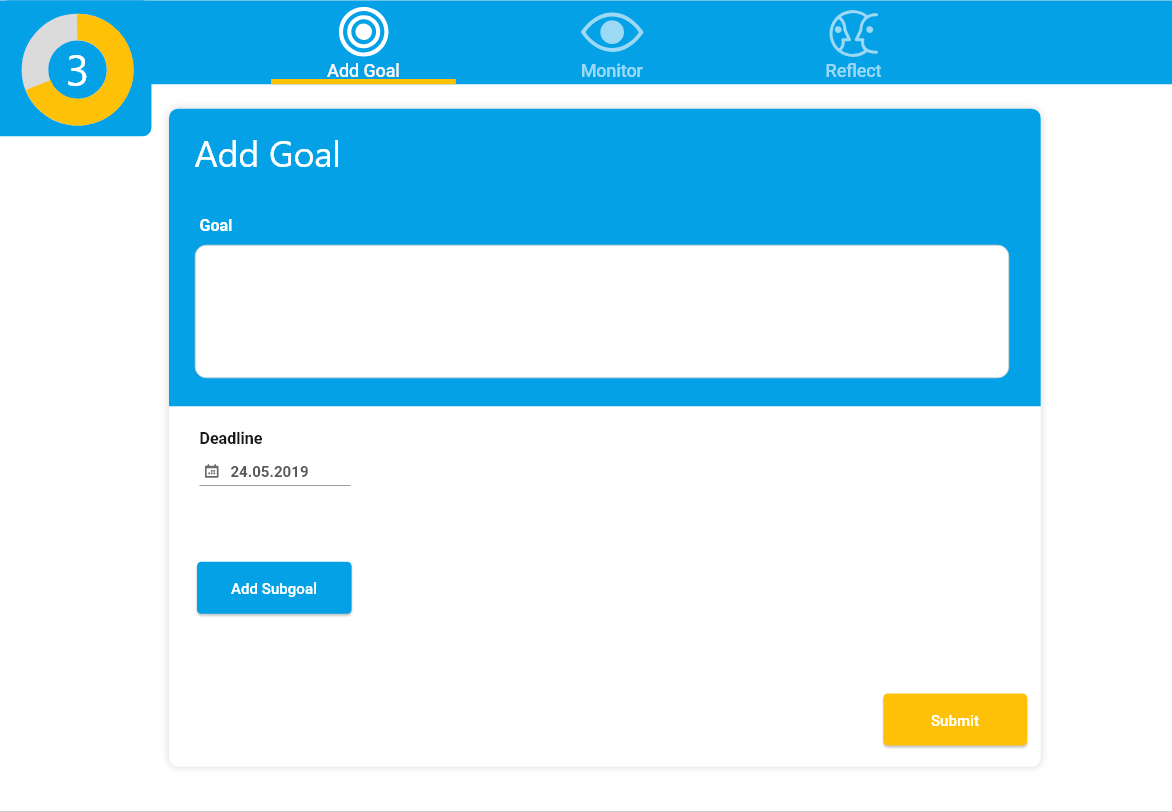 3
Add Goal
Monitor
Reflect
Add Goal
Goal
Deadline
24.05.2019
Add Subgoal
Submit